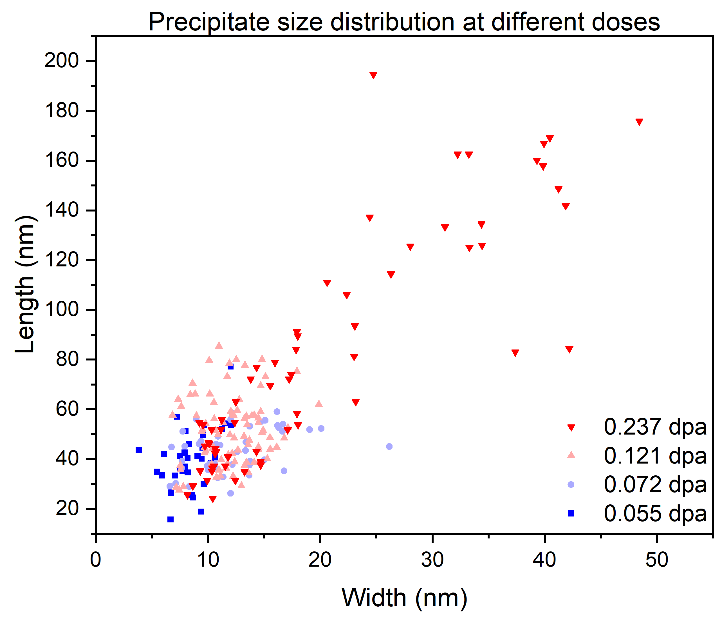 Precipitate size distribution at different doses
200
180
160
140
120
100
80
60
40
20
Length (nm)
0.237 dpa
0.121 dpa
0.072 dpa
0.055 dpa
0 10 20 30 40 50
Width (nm)